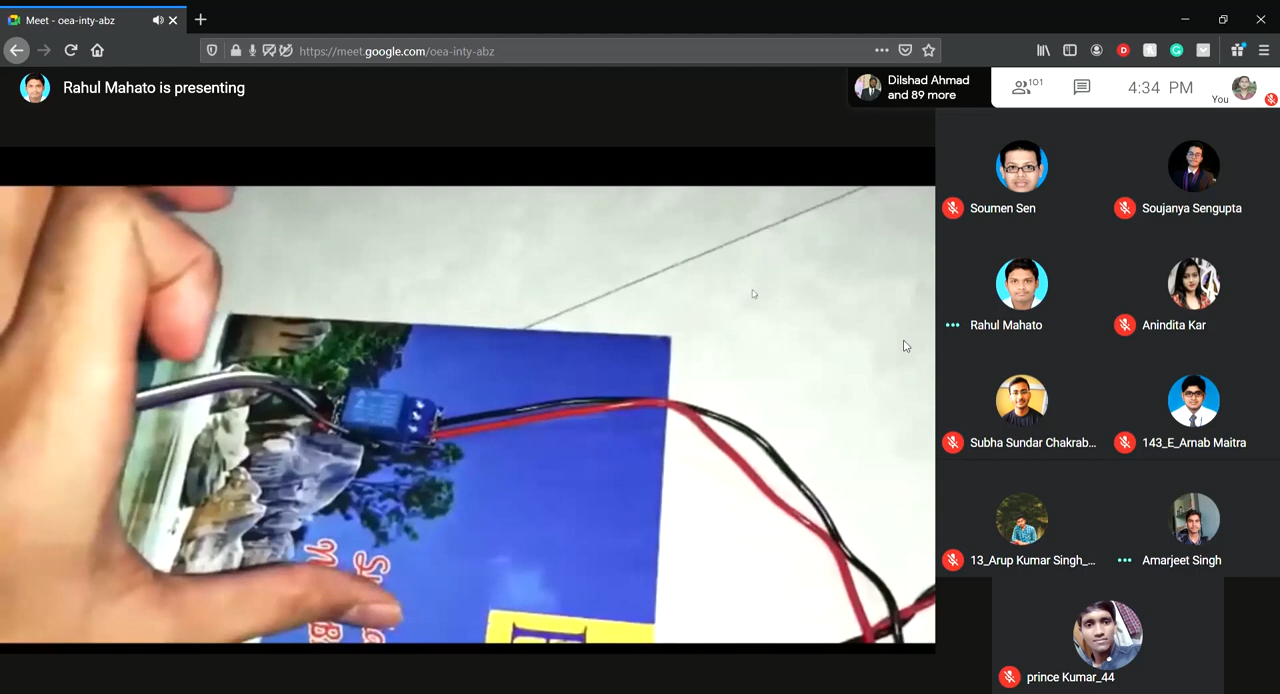 Meet - oea-inty-abz
https://meet.google.com/oea-inty-abz
Rahul Mahato is presenting
Dilshad Ahmad
and 89 more
101
4:34 PM
You
Soumen Sen
Soujanya Sengupta
Rahul Mahato
Anindita Kar
Subha Sundar Chakrab...
143_E_Arnab Maitra
13_Arup Kumar Singh_...
Amarjeet Singh
prince Kumar_44